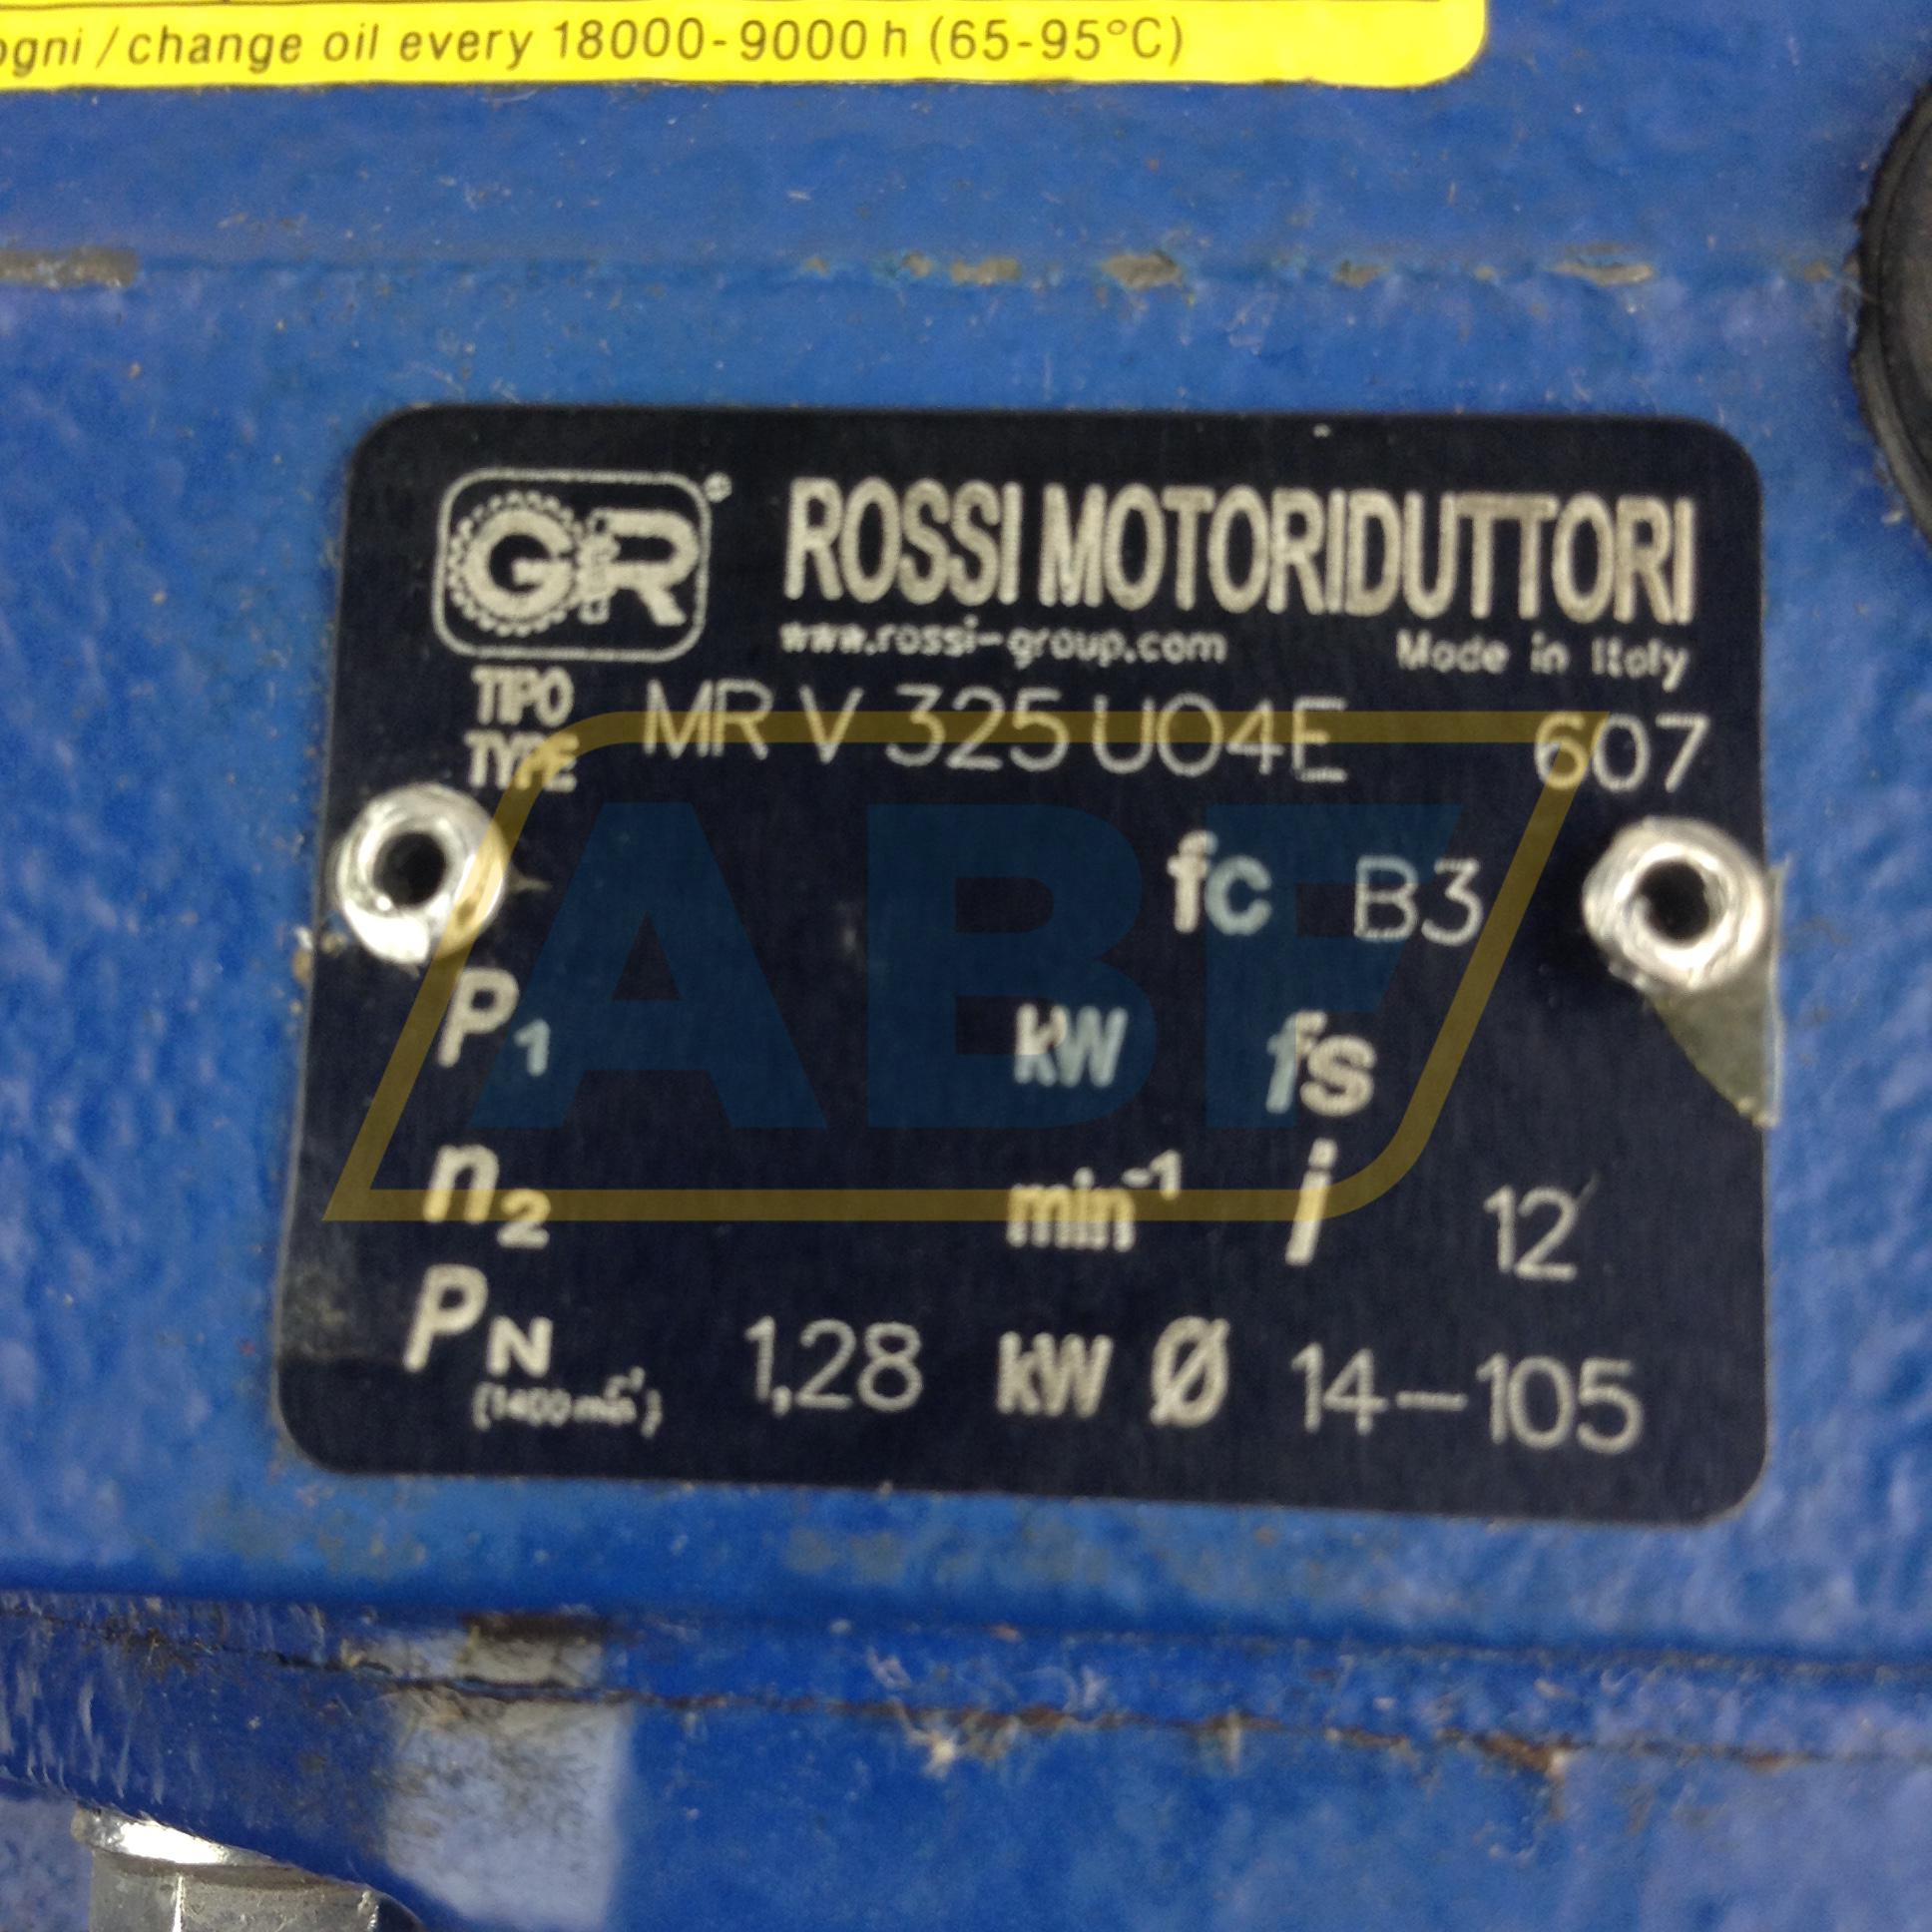 ogni / change oil every 18000-9000 h (65-95°C)
GR® ROSSI MOTORIDUTTORI
www.rossi-group.com Made in Italy
TIPO
TYPE MR V 325 UO4E 607
fc B3
P1 kW fs
n2 min-1 i 12
PN (1400 min-1) 1,28 kW Ø 14-105
ABF